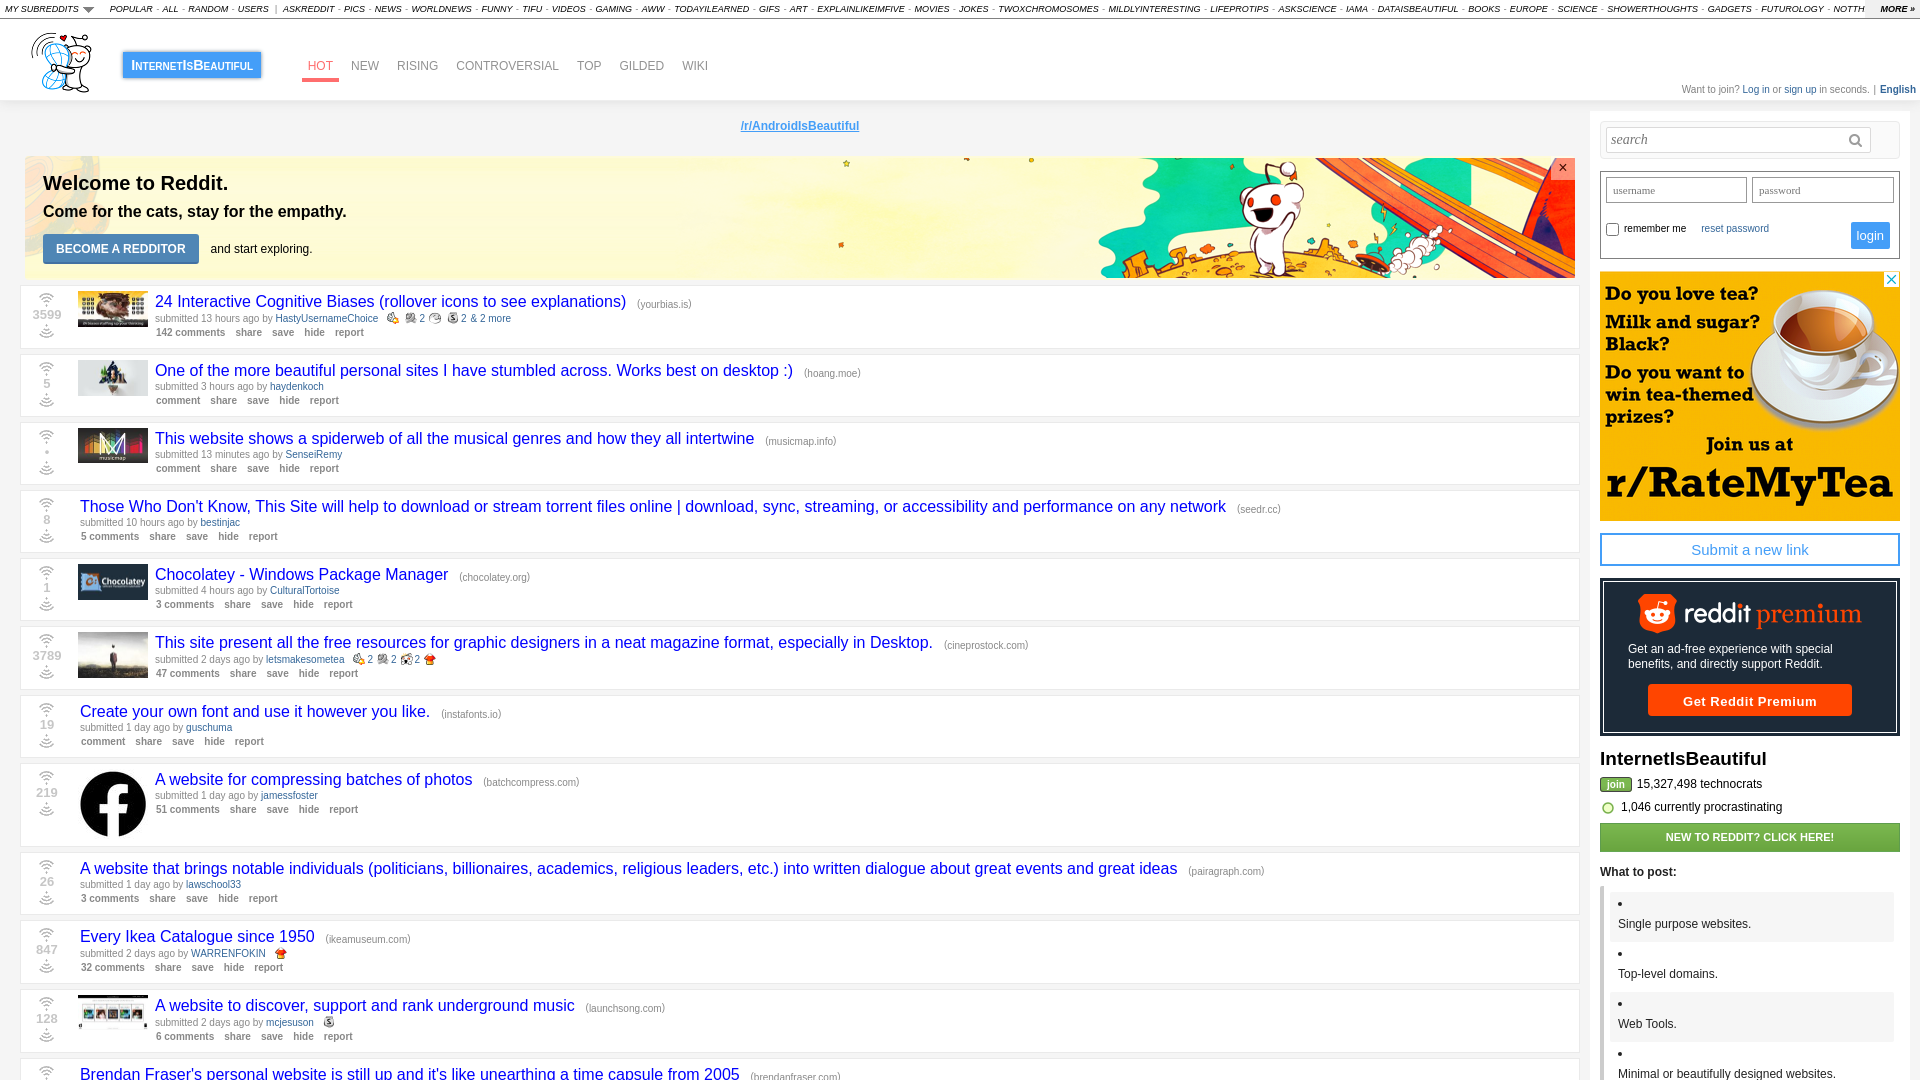 MY SUBREDDITS POPULAR - ALL - RANDOM - USERS | ASKREDDIT - PICS - NEWS - WORLDNEWS - FUNNY - TIFU - VIDEOS - GAMING - AWW - TODAYILEARNED - GIFS - ART - EXPLAINLIKEIMFIVE - MOVIES - JOKES - TWOXCHROMOSOMES - MILDLYINTERESTING - LIFEPROTIPS - ASKSCIENCE - IAMA - DATAISBEAUTIFUL - BOOKS - EUROPE - SCIENCE - SHOWERTHOUGHTS - GADGETS - FUTUROLOGY - NOTTH MORE »
INTERNETISBEAUTIFUL HOT NEW RISING CONTROVERSIAL TOP GILDED WIKI
Want to join? Log in or sign up in seconds. | English
/r/AndroidIsBeautiful
Welcome to Reddit.
Come for the cats, stay for the empathy.
BECOME A REDDITOR and start exploring.
×
3599
24 Interactive Cognitive Biases (rollover icons to see explanations) (yourbias.is)
submitted 13 hours ago by HastyUsernameChoice 2 2 & 2 more
142 comments share save hide report
5
One of the more beautiful personal sites I have stumbled across. Works best on desktop :) (hoang.moe)
submitted 3 hours ago by haydenkoch
comment share save hide report
•
musicmap
This website shows a spiderweb of all the musical genres and how they all intertwine (musicmap.info)
submitted 13 minutes ago by SenseiRemy
comment share save hide report
8
Those Who Don't Know, This Site will help to download or stream torrent files online | download, sync, streaming, or accessibility and performance on any network (seedr.cc)
submitted 10 hours ago by bestinjac
5 comments share save hide report
1
Chocolatey
Chocolatey - Windows Package Manager (chocolatey.org)
submitted 4 hours ago by CulturalTortoise
3 comments share save hide report
3789
This site present all the free resources for graphic designers in a neat magazine format, especially in Desktop. (cineprostock.com)
submitted 2 days ago by letsmakesometea 2 2 2
47 comments share save hide report
19
Create your own font and use it however you like. (instafonts.io)
submitted 1 day ago by guschuma
comment share save hide report
219
A website for compressing batches of photos (batchcompress.com)
submitted 1 day ago by jamessfoster
51 comments share save hide report
26
A website that brings notable individuals (politicians, billionaires, academics, religious leaders, etc.) into written dialogue about great events and great ideas (pairagraph.com)
submitted 1 day ago by lawschool33
3 comments share save hide report
847
Every Ikea Catalogue since 1950 (ikeamuseum.com)
submitted 2 days ago by WARRENFOKIN
32 comments share save hide report
128
A website to discover, support and rank underground music (launchsong.com)
submitted 2 days ago by mcjesuson
6 comments share save hide report
Brendan Fraser's personal website is still up and it's like unearthing a time capsule from 2005 (brendanfraser.com)
search
username password
remember me reset password login
Do you love tea?
Milk and sugar?
Black?
Do you want to
win tea-themed
prizes?
Join us at
r/RateMyTea
Submit a new link
reddit premium
Get an ad-free experience with special
benefits, and directly support Reddit.
Get Reddit Premium
InternetIsBeautiful
join 15,327,498 technocrats
1,046 currently procrastinating
NEW TO REDDIT? CLICK HERE!
What to post:
•
Single purpose websites.
•
Top-level domains.
•
Web Tools.
•
Minimal or beautifully designed websites.